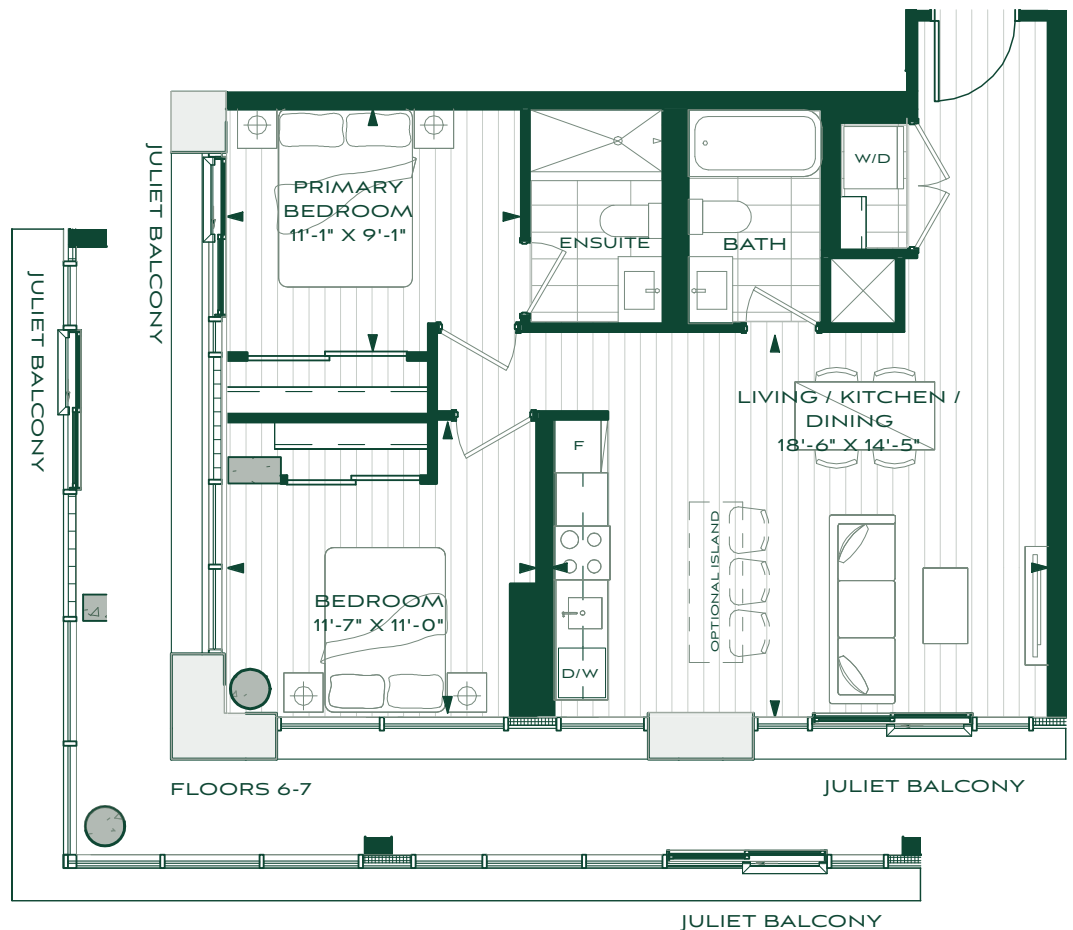 JULIET BALCONY
JULIET BALCONY
PRIMARY
BEDROOM
11'-1" X 9'-1"
ENSUITE
BATH
W/D
LIVING / KITCHEN /
DINING
18'-6" X 14'-5"
F
OPTIONAL ISLAND
BEDROOM
11'-7" X 11'-0"
D/W
FLOORS 6-7
JULIET BALCONY
JULIET BALCONY